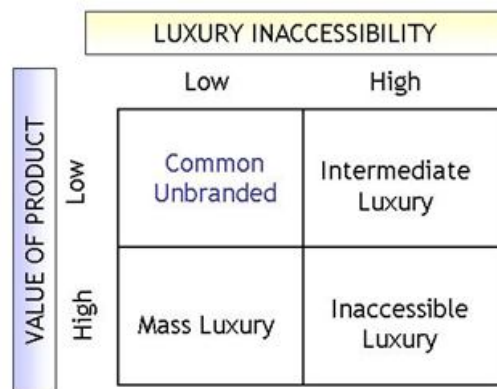 LUXURY INACCESSIBILITY
Low High
VALUE OF PRODUCT
Low
Common
Unbranded
Intermediate
Luxury
High
Mass Luxury
Inaccessible
Luxury